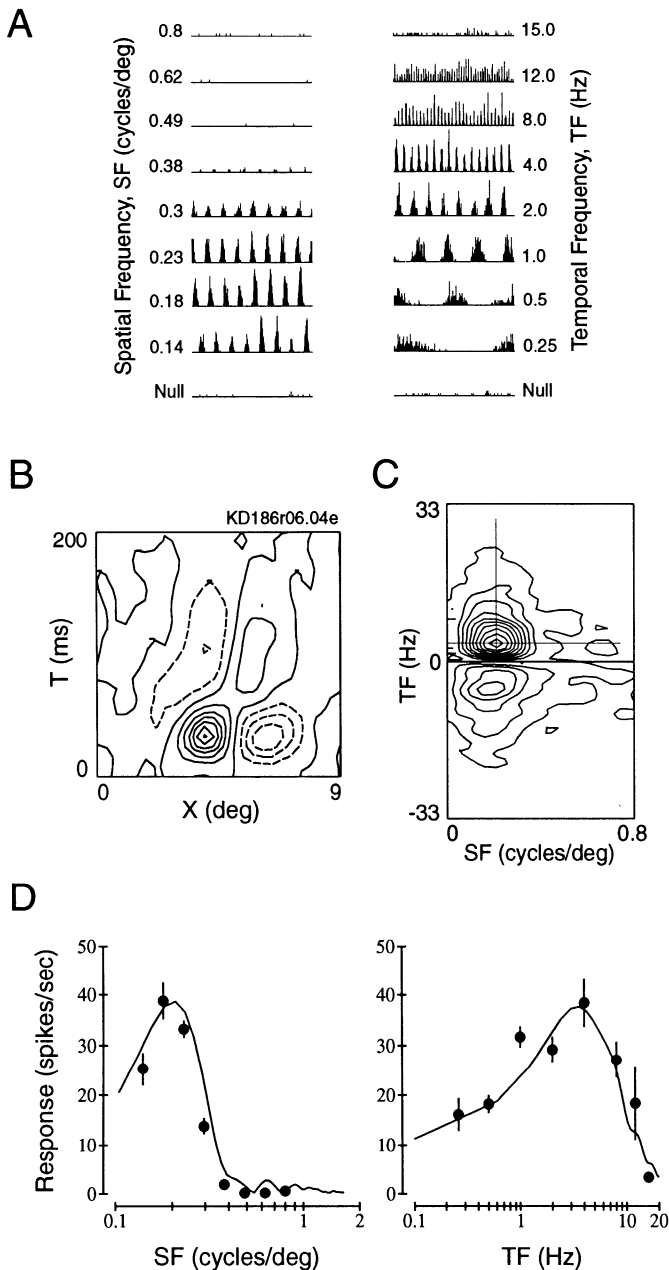 A
Spatial Frequency, SF (cycles/deg)
0.8
0.62
0.49
0.38
0.3
0.23
0.18
0.14
Null
15.0
12.0
8.0
4.0
2.0
1.0
0.5
0.25
Null
Temporal Frequency, TF (Hz)
B
KD186r06.04e
200
T (ms)
0
0
9
X (deg)
C
33
TF (Hz)
0
-33
0
0.8
SF (cycles/deg)
D
Response (spikes/sec)
50
40
30
20
10
0
0.1
1
2
SF (cycles/deg)
50
40
30
20
10
0
0.1
1
10
20
TF (Hz)